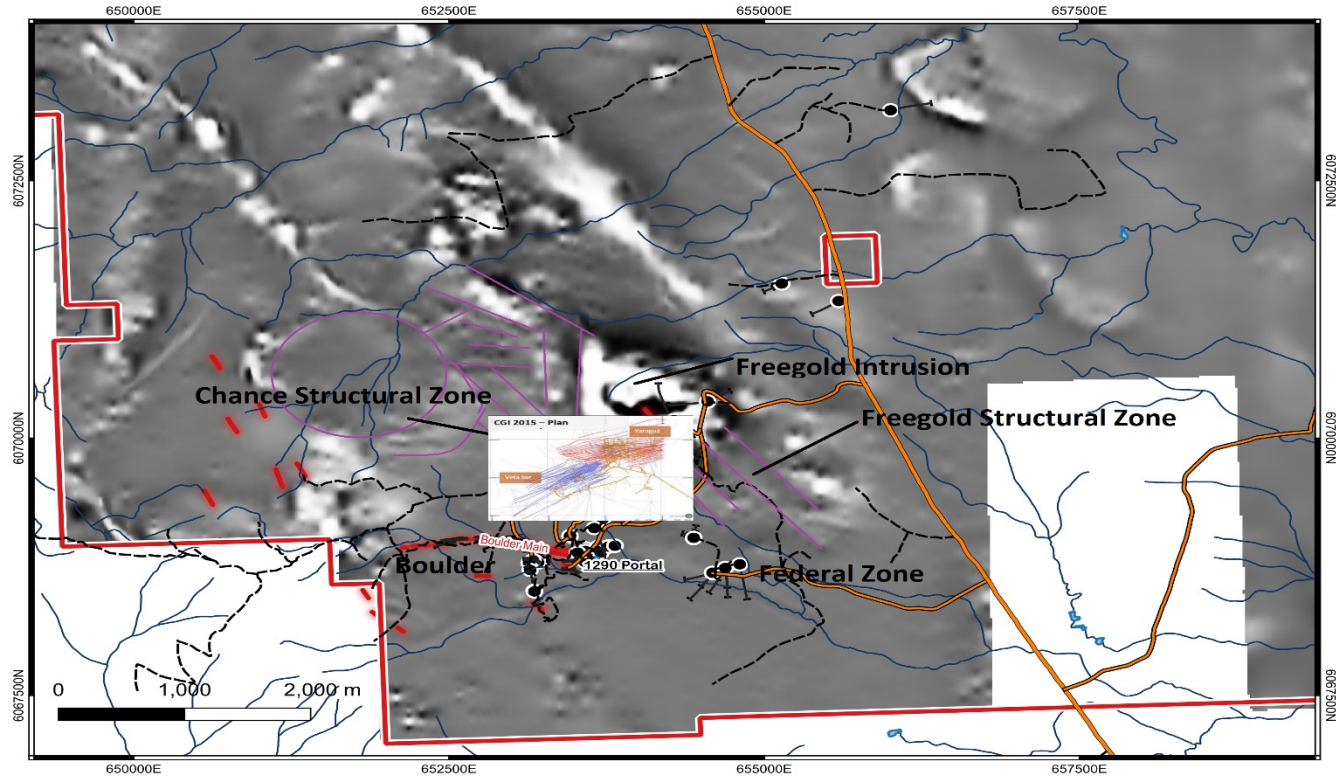 650000E 652500E 655000E 657500E
6072500N 6072500N
Freegold Intrusion
Chance Structural Zone
Freegold Structural Zone
CGI 2015 – Plan
6070000N 6070000N
Boulder Main
Boulder
1290 Portal
Federal Zone
0 1,000 2,000 m
6067500N 6067500N
650000E 652500E 655000E 657500E